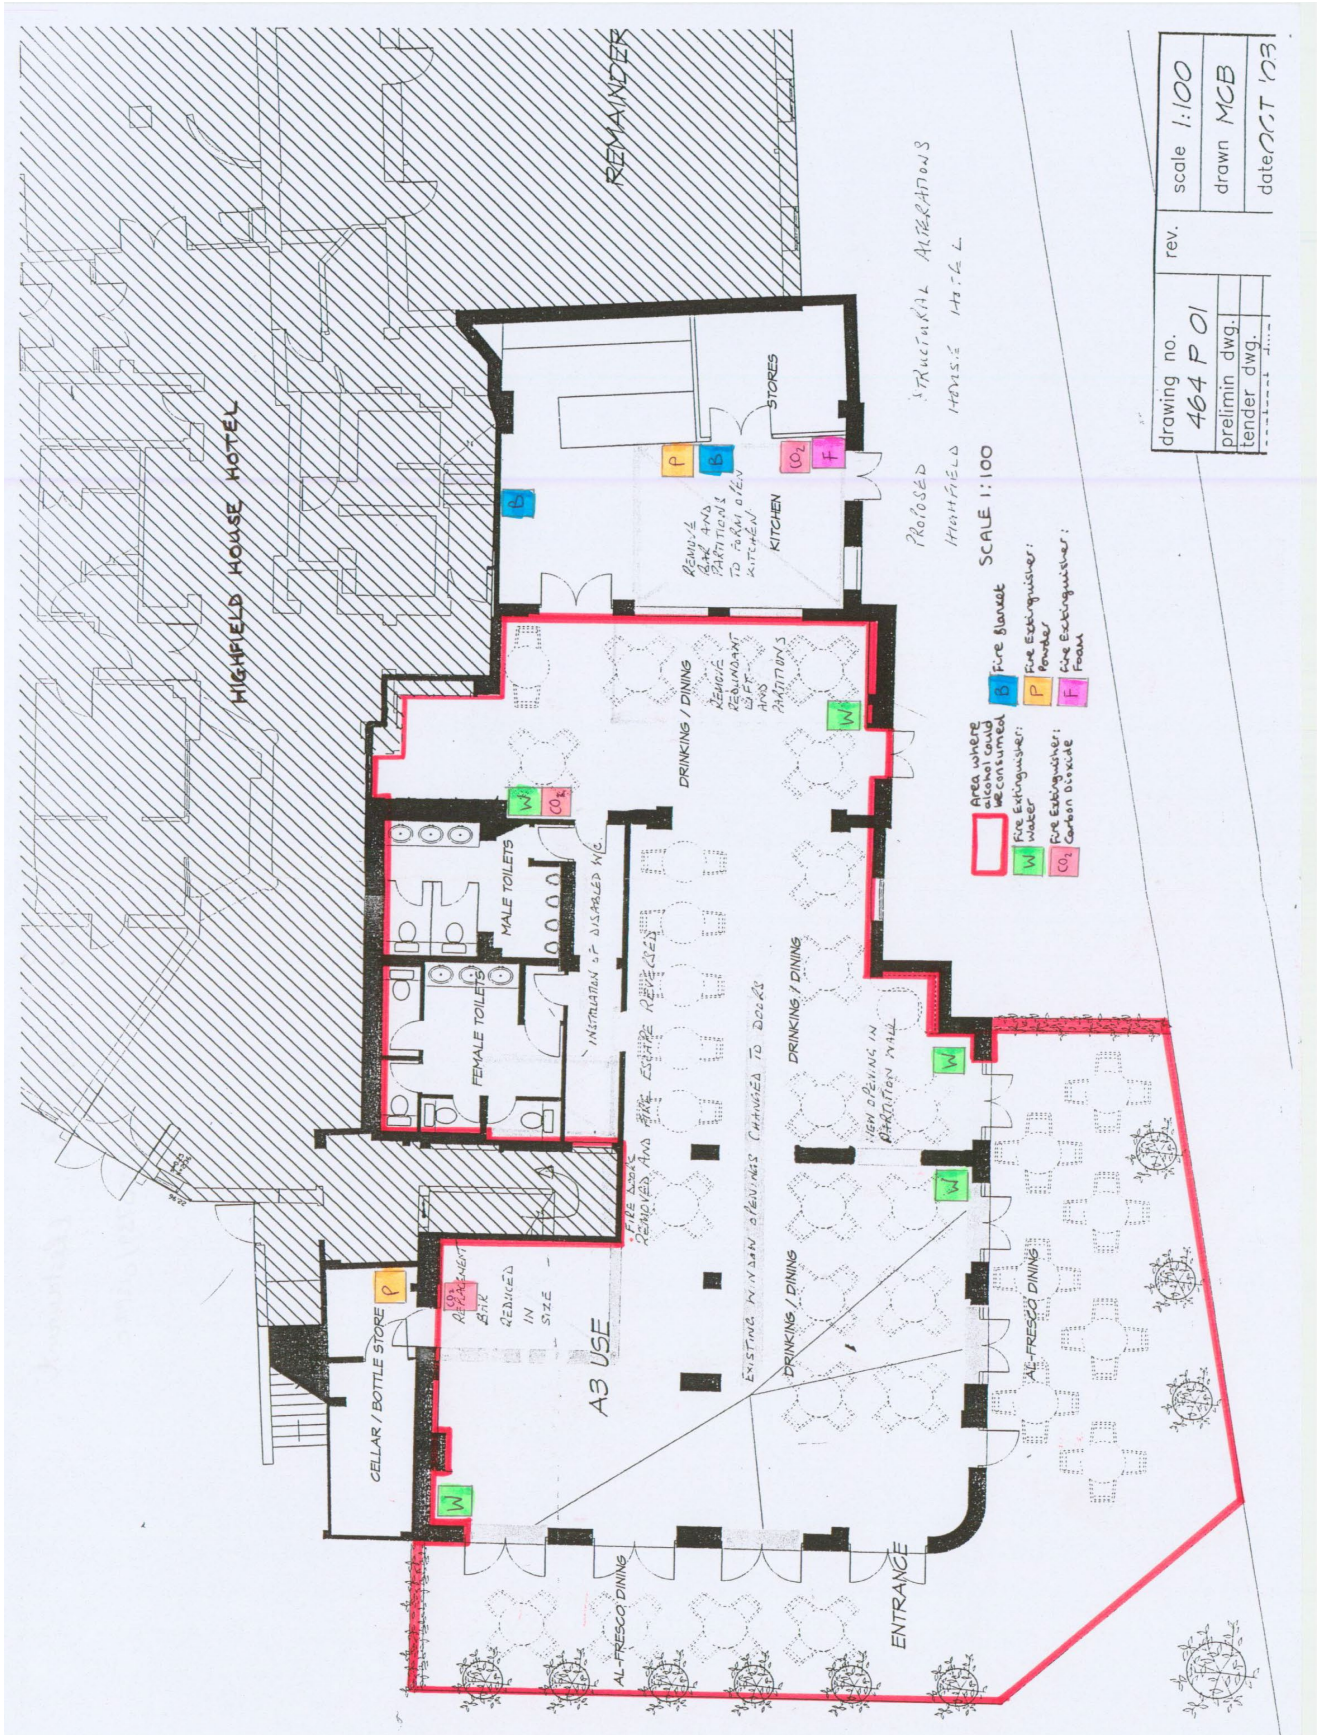 HIGHFIELD HOUSE HOTEL
REMAINDER
CELLAR / BOTTLE STORE
P
W
CO2
REPLACEMENT
BAR
REDUCED
IN
SIZE
A3 USE
FEMALE TOILETS
MALE TOILETS
INSTALLATION OF DISABLED WC.
• FIRE DOORS
REMOVED AND FIRE ESCAPE REVERSED
W
CO2
DRINKING / DINING
REMOVE
REDUNDANT
LIFT
AND
PARTITIONS
W
B
P
B
CO2
F
REMOVE
BAR AND
PARTITIONS
TO FORM OPEN
KITCHEN
KITCHEN
STORES
EXISTING WINDOW OPENINGS CHANGED TO DOORS
DRINKING / DINING
DRINKING / DINING
NEW OPENING IN
PARTITION WALL
W
W
AL-FRESCO DINING
AL-FRESCO DINING
ENTRANCE
PROPOSED STRUCTURAL ALTERATIONS
HIGHFIELD HOUSE HOTEL
SCALE 1:100
Area where
alcohol could
be consumed
W Fire Extinguisher:
Water
CO2 Fire Extinguisher:
Carbon Dioxide
B Fire Blanket
P Fire Extinguisher:
Powder
F Fire Extinguisher:
Foam
drawing no.
464 P 01
rev.
scale 1:100
drawn MCB
date OCT '03.
prelimin dwg.
tender dwg.